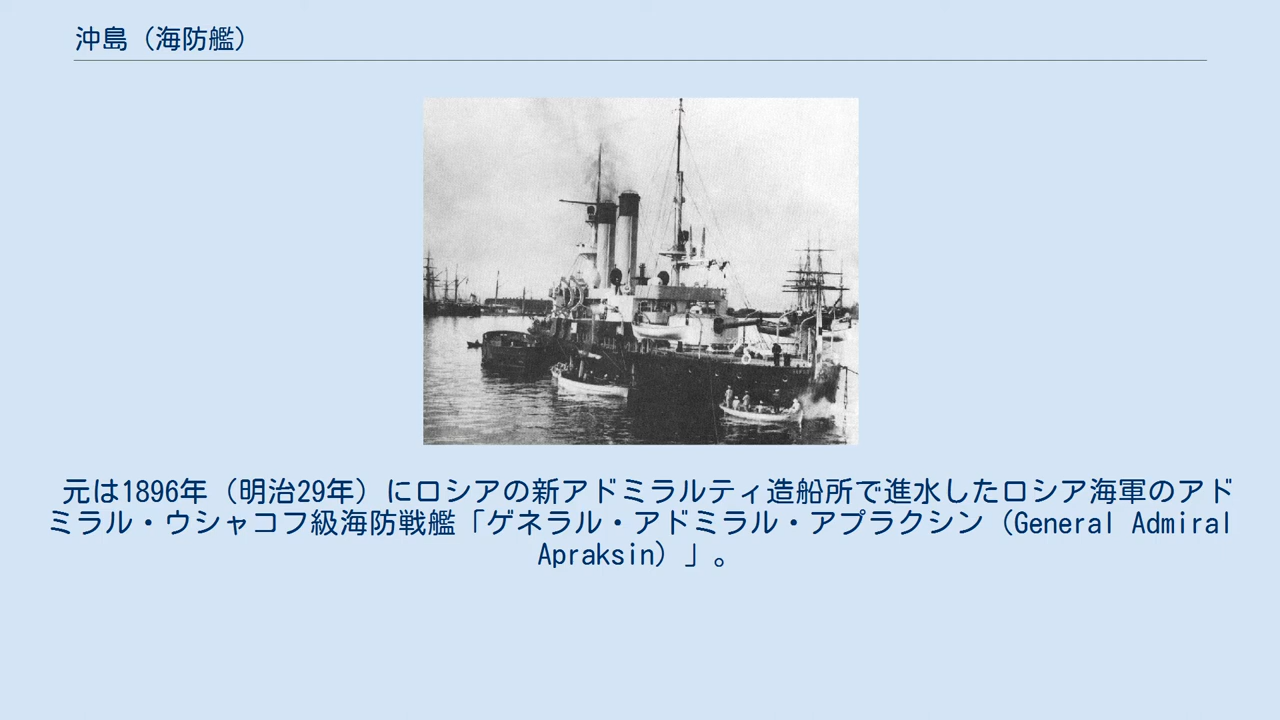 沖島（海防艦）
元は1896年（明治29年）にロシアの新アドミラルティ造船所で進水したロシア海軍のアド
ミラル・ウシャコフ級海防戦艦「ゲネラル・アドミラル・アプラクシン（General Admiral
Apraksin）」。